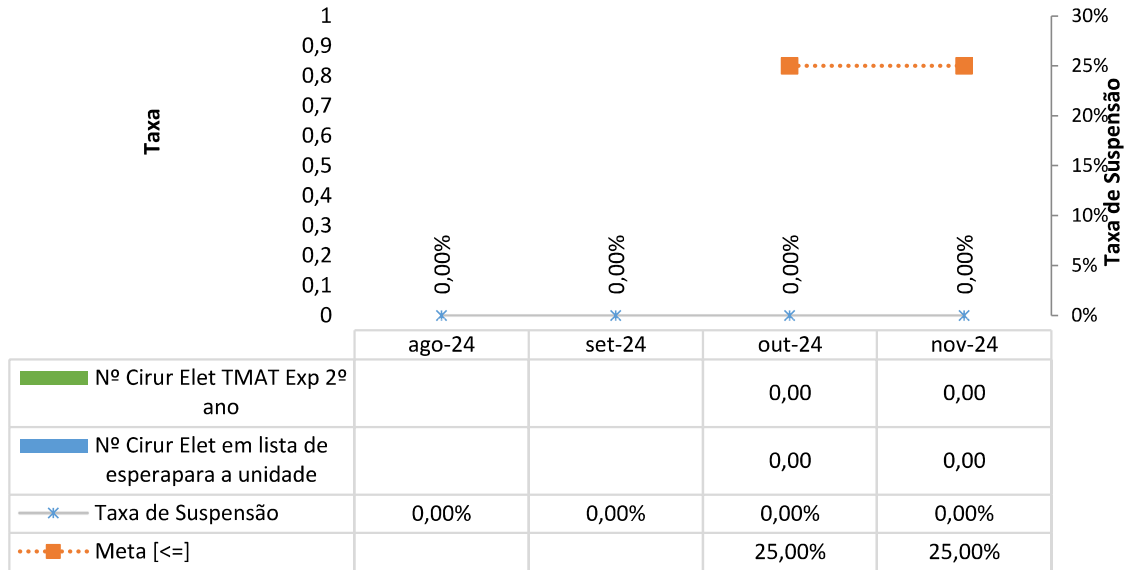 1
0,9
0,8
0,7
0,6
0,5
0,4
0,3
0,2
0,1
0
Taxa
30%
25%
20%
15%
10%
5%
0%
Taxa de Suspensão
0,00% 0,00% 0,00% 0,00%
ago-24 set-24 out-24 nov-24
Nº Cirur Elet TMAT Exp 2º
ano
0,00 0,00
Nº Cirur Elet em lista de
esperapara a unidade
0,00 0,00
Taxa de Suspensão 0,00% 0,00% 0,00% 0,00%
Meta [<=] 25,00% 25,00%